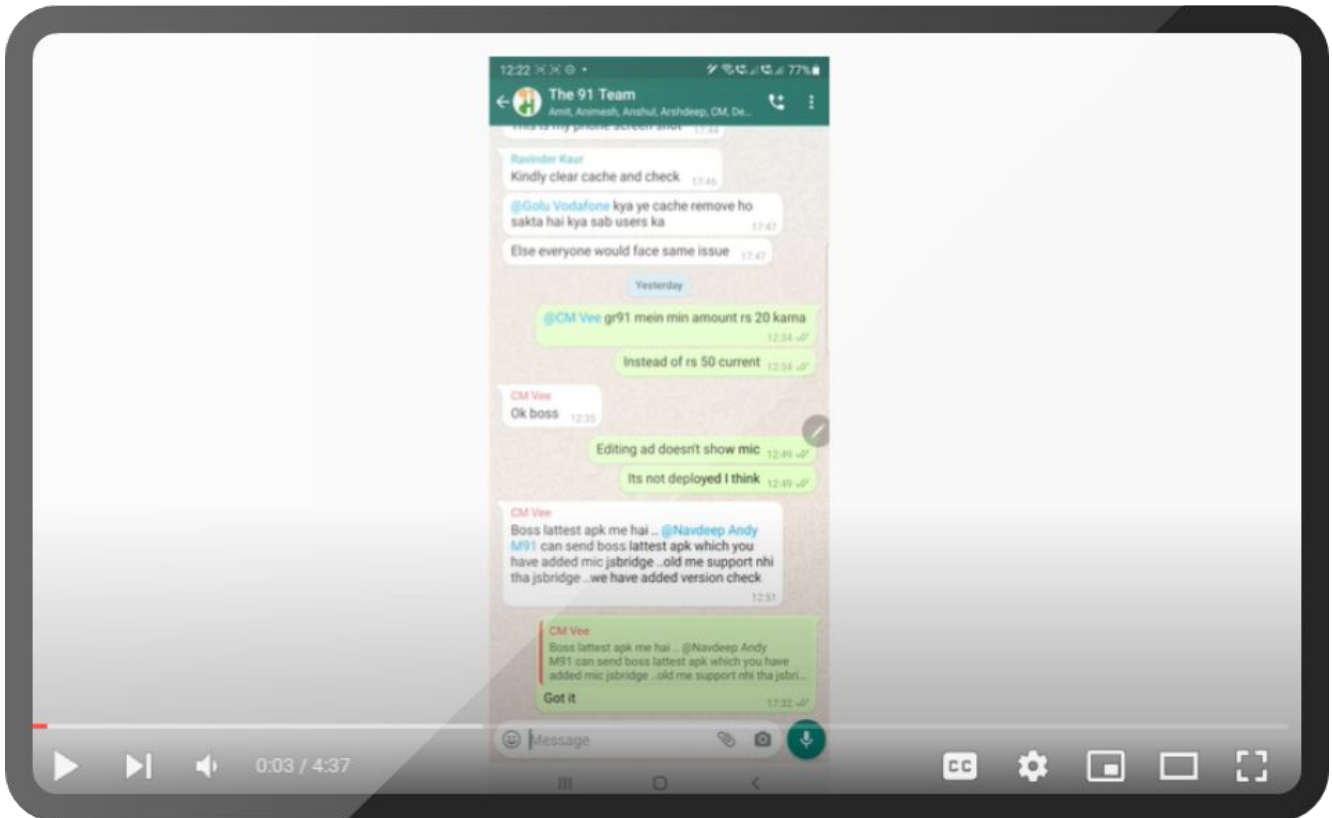 12:22
77%
The 91 Team
Amit, Animesh, Anshul, Arshdeep, CM, De...
This is my phone screen shot 17:44
Ravinder Kaur
Kindly clear cache and check 17:46
@Golu Vodafone kya ye cache remove ho
sakta hai kya sab users ka
17:47
Else everyone would face same issue 17:47
Yesterday
@CM Vee gr91 mein min amount rs 20 karna
12:34
Instead of rs 50 current 12:34
CM Vee
Ok boss 12:35
Editing ad doesn't show mic 12:49
Its not deployed I think 12:49
CM Vee
Boss lattest apk me hai .. @Navdeep Andy
M91 can send boss lattest apk which you
have added mic jsbridge ..old me support nhi
tha jsbridge ..we have added version check
12:51
CM Vee
Boss lattest apk me hai .. @Navdeep Andy
M91 can send boss lattest apk which you have
added mic jsbridge ..old me support nhi tha jsbri...
Got it 17:32
Message
0:03 / 4:37
CC